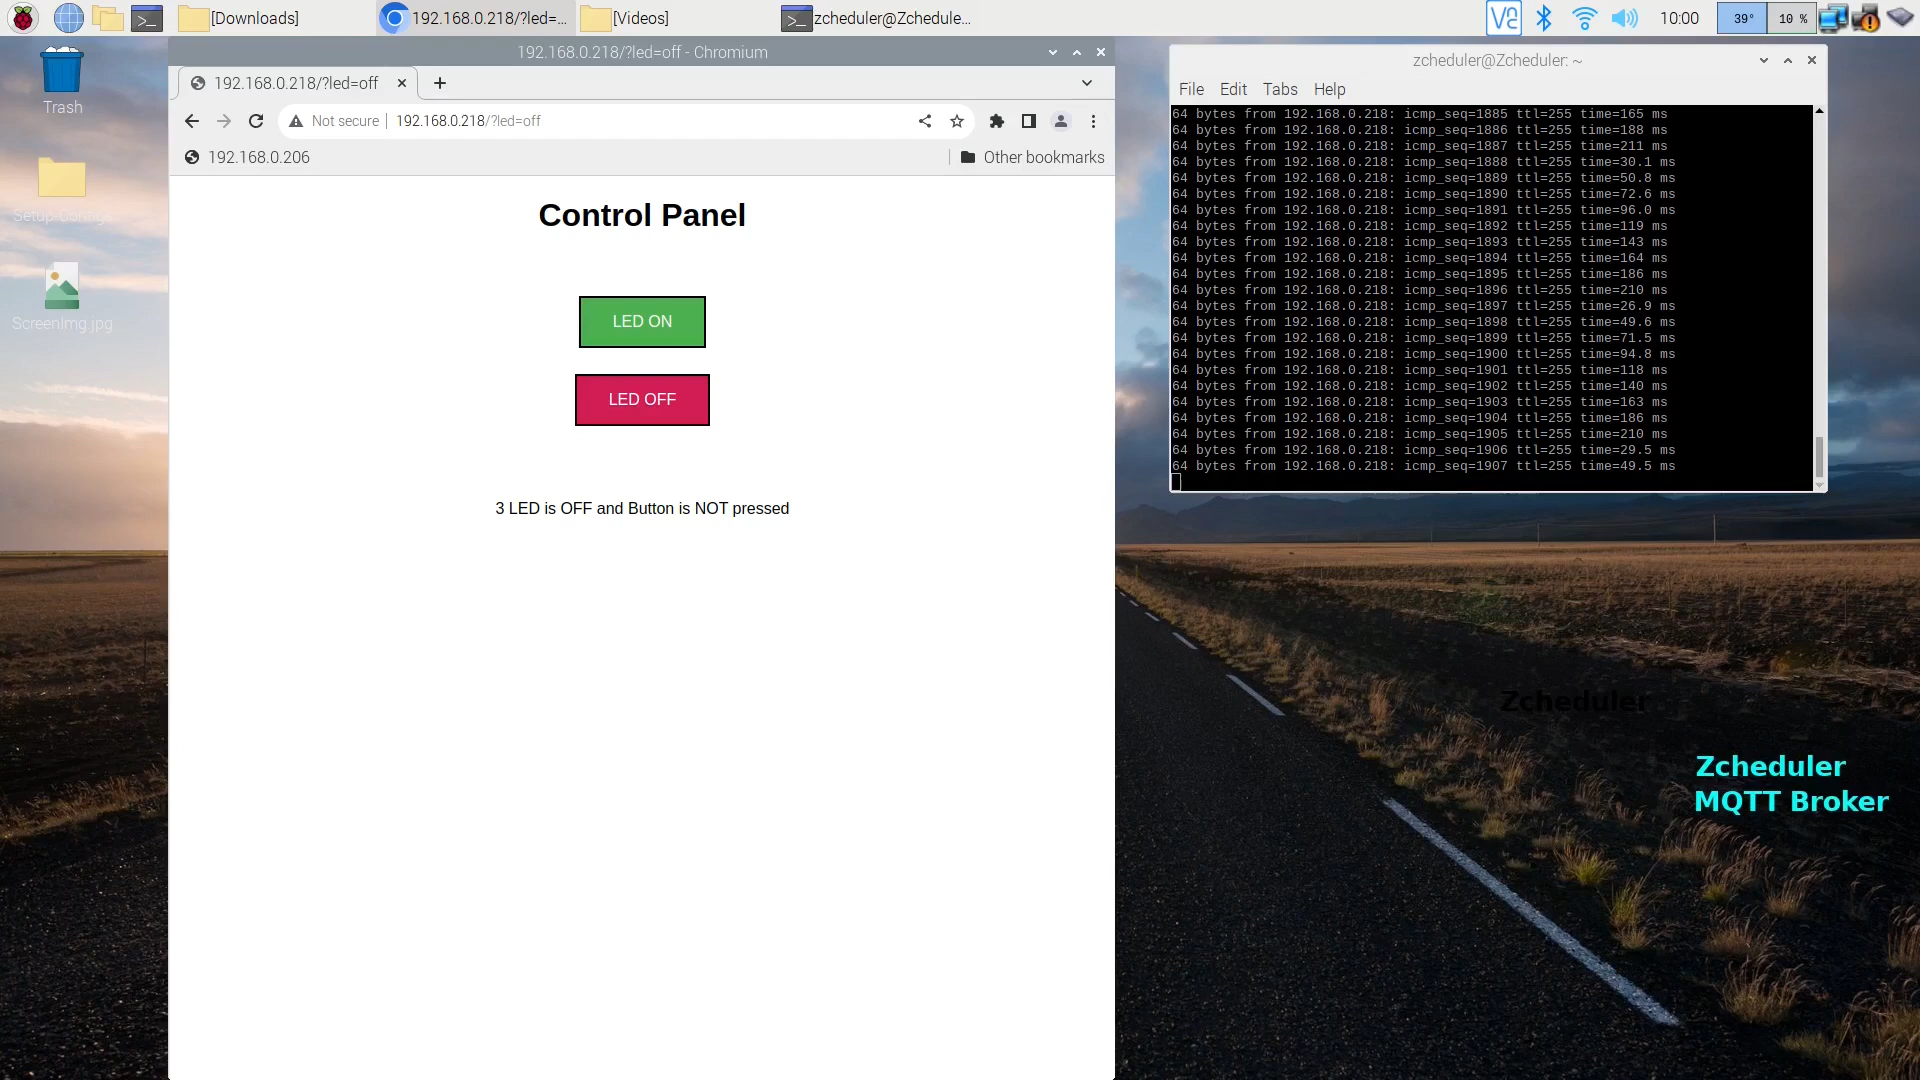 [Downloads]
192.168.0.218/?led=...
[Videos]
zcheduler@Zchedule...
V2
10:00
39°
10 %
Trash
ScreenImg.jpg
192.168.0.218/?led=off - Chromium
192.168.0.218/?led=off
Not secure
192.168.0.218/?led=off
192.168.0.206
Other bookmarks
Control Panel
LED ON
LED OFF
3 LED is OFF and Button is NOT pressed
zcheduler@Zcheduler: ~
File Edit Tabs Help
64 bytes from 192.168.0.218: icmp_seq=1885 ttl=255 time=165 ms
64 bytes from 192.168.0.218: icmp_seq=1886 ttl=255 time=188 ms
64 bytes from 192.168.0.218: icmp_seq=1887 ttl=255 time=211 ms
64 bytes from 192.168.0.218: icmp_seq=1888 ttl=255 time=30.1 ms
64 bytes from 192.168.0.218: icmp_seq=1889 ttl=255 time=50.8 ms
64 bytes from 192.168.0.218: icmp_seq=1890 ttl=255 time=72.6 ms
64 bytes from 192.168.0.218: icmp_seq=1891 ttl=255 time=96.0 ms
64 bytes from 192.168.0.218: icmp_seq=1892 ttl=255 time=119 ms
64 bytes from 192.168.0.218: icmp_seq=1893 ttl=255 time=143 ms
64 bytes from 192.168.0.218: icmp_seq=1894 ttl=255 time=164 ms
64 bytes from 192.168.0.218: icmp_seq=1895 ttl=255 time=186 ms
64 bytes from 192.168.0.218: icmp_seq=1896 ttl=255 time=210 ms
64 bytes from 192.168.0.218: icmp_seq=1897 ttl=255 time=26.9 ms
64 bytes from 192.168.0.218: icmp_seq=1898 ttl=255 time=49.6 ms
64 bytes from 192.168.0.218: icmp_seq=1899 ttl=255 time=71.5 ms
64 bytes from 192.168.0.218: icmp_seq=1900 ttl=255 time=94.8 ms
64 bytes from 192.168.0.218: icmp_seq=1901 ttl=255 time=118 ms
64 bytes from 192.168.0.218: icmp_seq=1902 ttl=255 time=140 ms
64 bytes from 192.168.0.218: icmp_seq=1903 ttl=255 time=163 ms
64 bytes from 192.168.0.218: icmp_seq=1904 ttl=255 time=186 ms
64 bytes from 192.168.0.218: icmp_seq=1905 ttl=255 time=210 ms
64 bytes from 192.168.0.218: icmp_seq=1906 ttl=255 time=29.5 ms
64 bytes from 192.168.0.218: icmp_seq=1907 ttl=255 time=49.5 ms
Zcheduler
Zcheduler
MQTT Broker